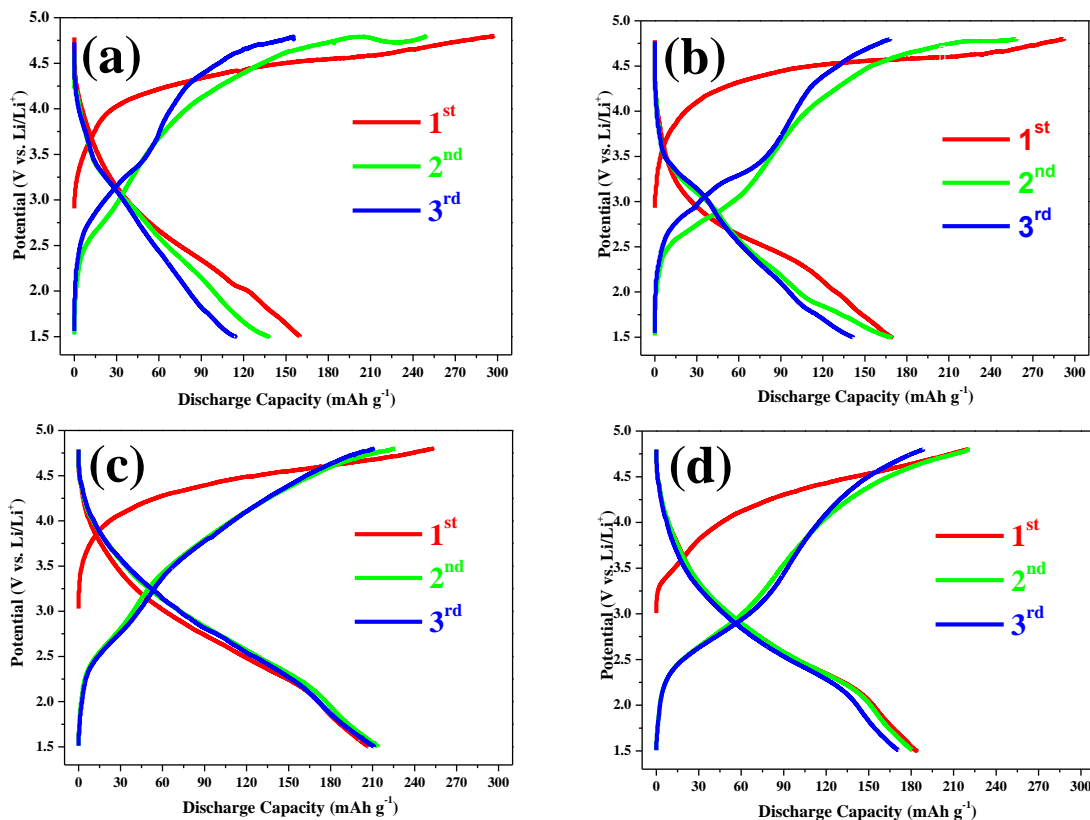 (a)
1st
2nd
3rd
Potential (V vs. Li/Li+)
5.0
4.5
4.0
3.5
3.0
2.5
2.0
1.5
0 30 60 90 120 150 180 210 240 270 300
Discharge Capacity (mAh g-1)
(b)
1st
2nd
3rd
Potential (V vs. Li/Li+)
5.0
4.5
4.0
3.5
3.0
2.5
2.0
1.5
0 30 60 90 120 150 180 210 240 270 300
Discharge Capacity (mAh g-1)
(c)
1st
2nd
3rd
Potential (V vs. Li/Li+)
5.0
4.5
4.0
3.5
3.0
2.5
2.0
1.5
0 30 60 90 120 150 180 210 240 270 300
Discharge Capacity (mAh g-1)
(d)
1st
2nd
3rd
Potential (V vs. Li/Li+)
5.0
4.5
4.0
3.5
3.0
2.5
2.0
1.5
0 30 60 90 120 150 180 210 240 270 300
Discharge Capacity (mAh g-1)